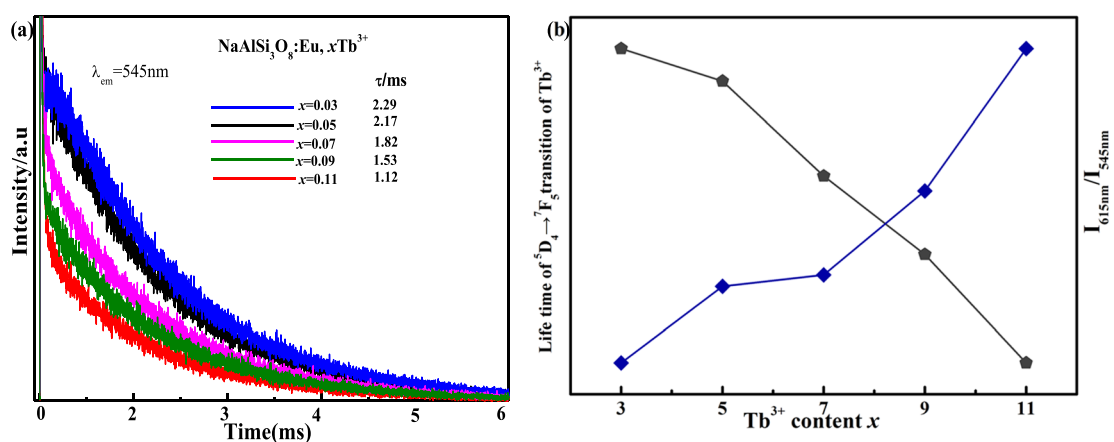 (a)
NaAlSi₃O₈:Eu, xTb³⁺
λₑₘ=545nm
τ/ms
x=0.03 2.29
x=0.05 2.17
x=0.07 1.82
x=0.09 1.53
x=0.11 1.12
Intensity/a.u
0 1 2 3 4 5 6
Time(ms)
(b)
Life time of ⁵D₄→⁷F₅ transition of Tb³⁺
I₆₁₅ₙₘ/I₅₄₅ₙₘ
3 5 7 9 11
Tb³⁺ content x